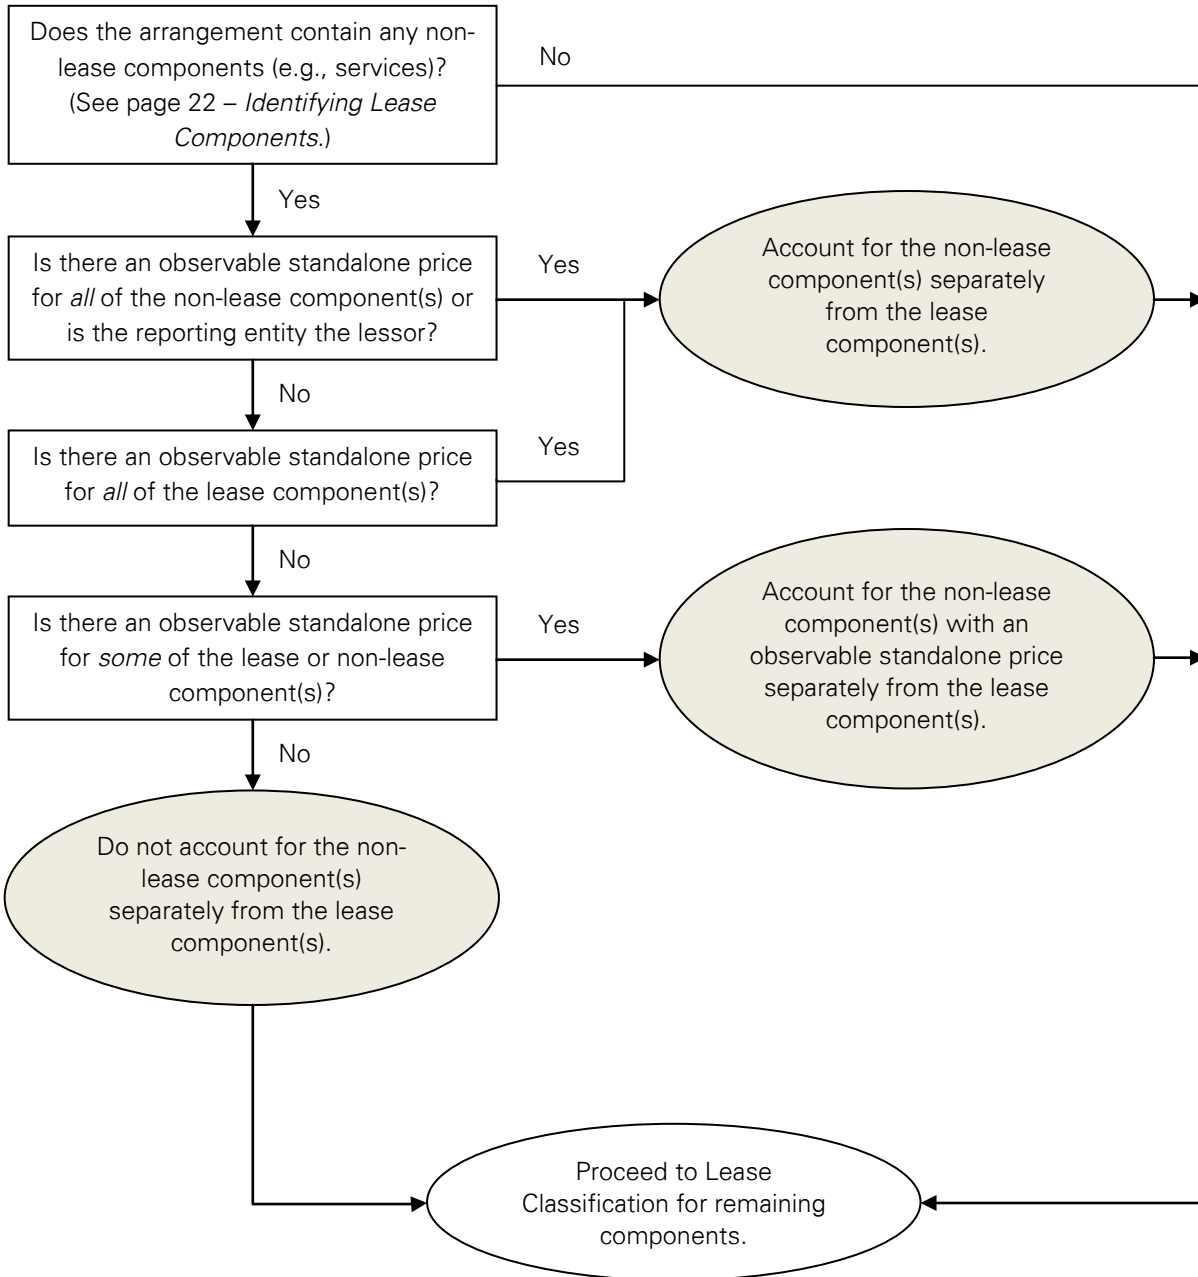 Does the arrangement contain any non-
lease components (e.g., services)?
(See page 22 – Identifying Lease
Components.)
No
Yes
Is there an observable standalone price
for all of the non-lease component(s) or
is the reporting entity the lessor?
Yes
Account for the non-lease
component(s) separately
from the lease
component(s).
No
Is there an observable standalone price
for all of the lease component(s)?
Yes
No
Is there an observable standalone price
for some of the lease or non-lease
component(s)?
Yes
Account for the non-lease
component(s) with an
observable standalone price
separately from the lease
component(s).
No
Do not account for the non-
lease component(s)
separately from the lease
component(s).
Proceed to Lease
Classification for remaining
components.